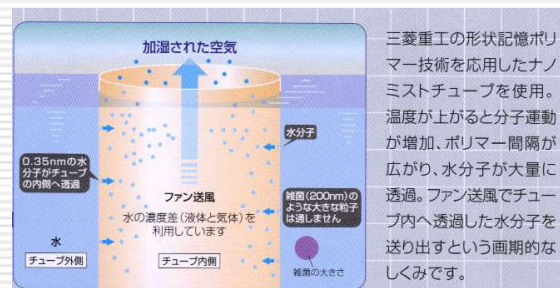 加湿された空気
水分子
0.35nmの水
分子がチューブ
の内側へ透過
ファン送風
水の濃度差(液体と気体)を
利用しています
雑菌(200nm)の
ような大きな粒子
は通しません
水
チューブ外側
チューブ内側
雑菌の大きさ
三菱重工の形状記憶ポリ
マー技術を応用したナノ
ミストチューブを使用。
温度が上がると分子運動
が増加、ポリマー間隔が
広がり、水分子が大量に
透過。ファン送風でチュー
ブ内へ透過した水分子を
送り出すという画期的な
しくみです。